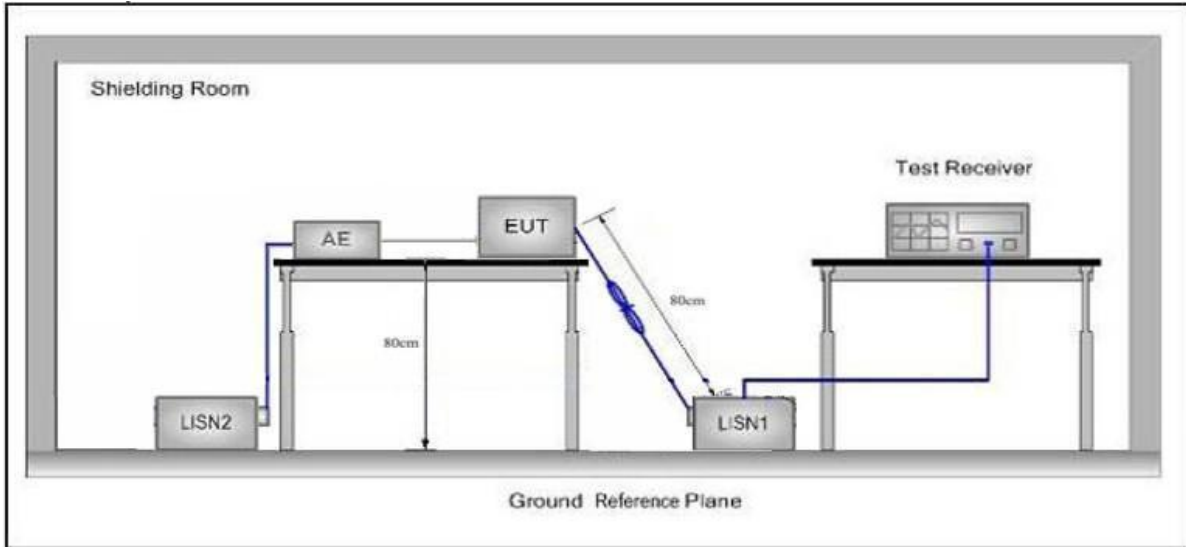 Shielding Room
Test Receiver
AE
EUT
80cm
80cm
LISN2
LISN1
Ground Reference Plane